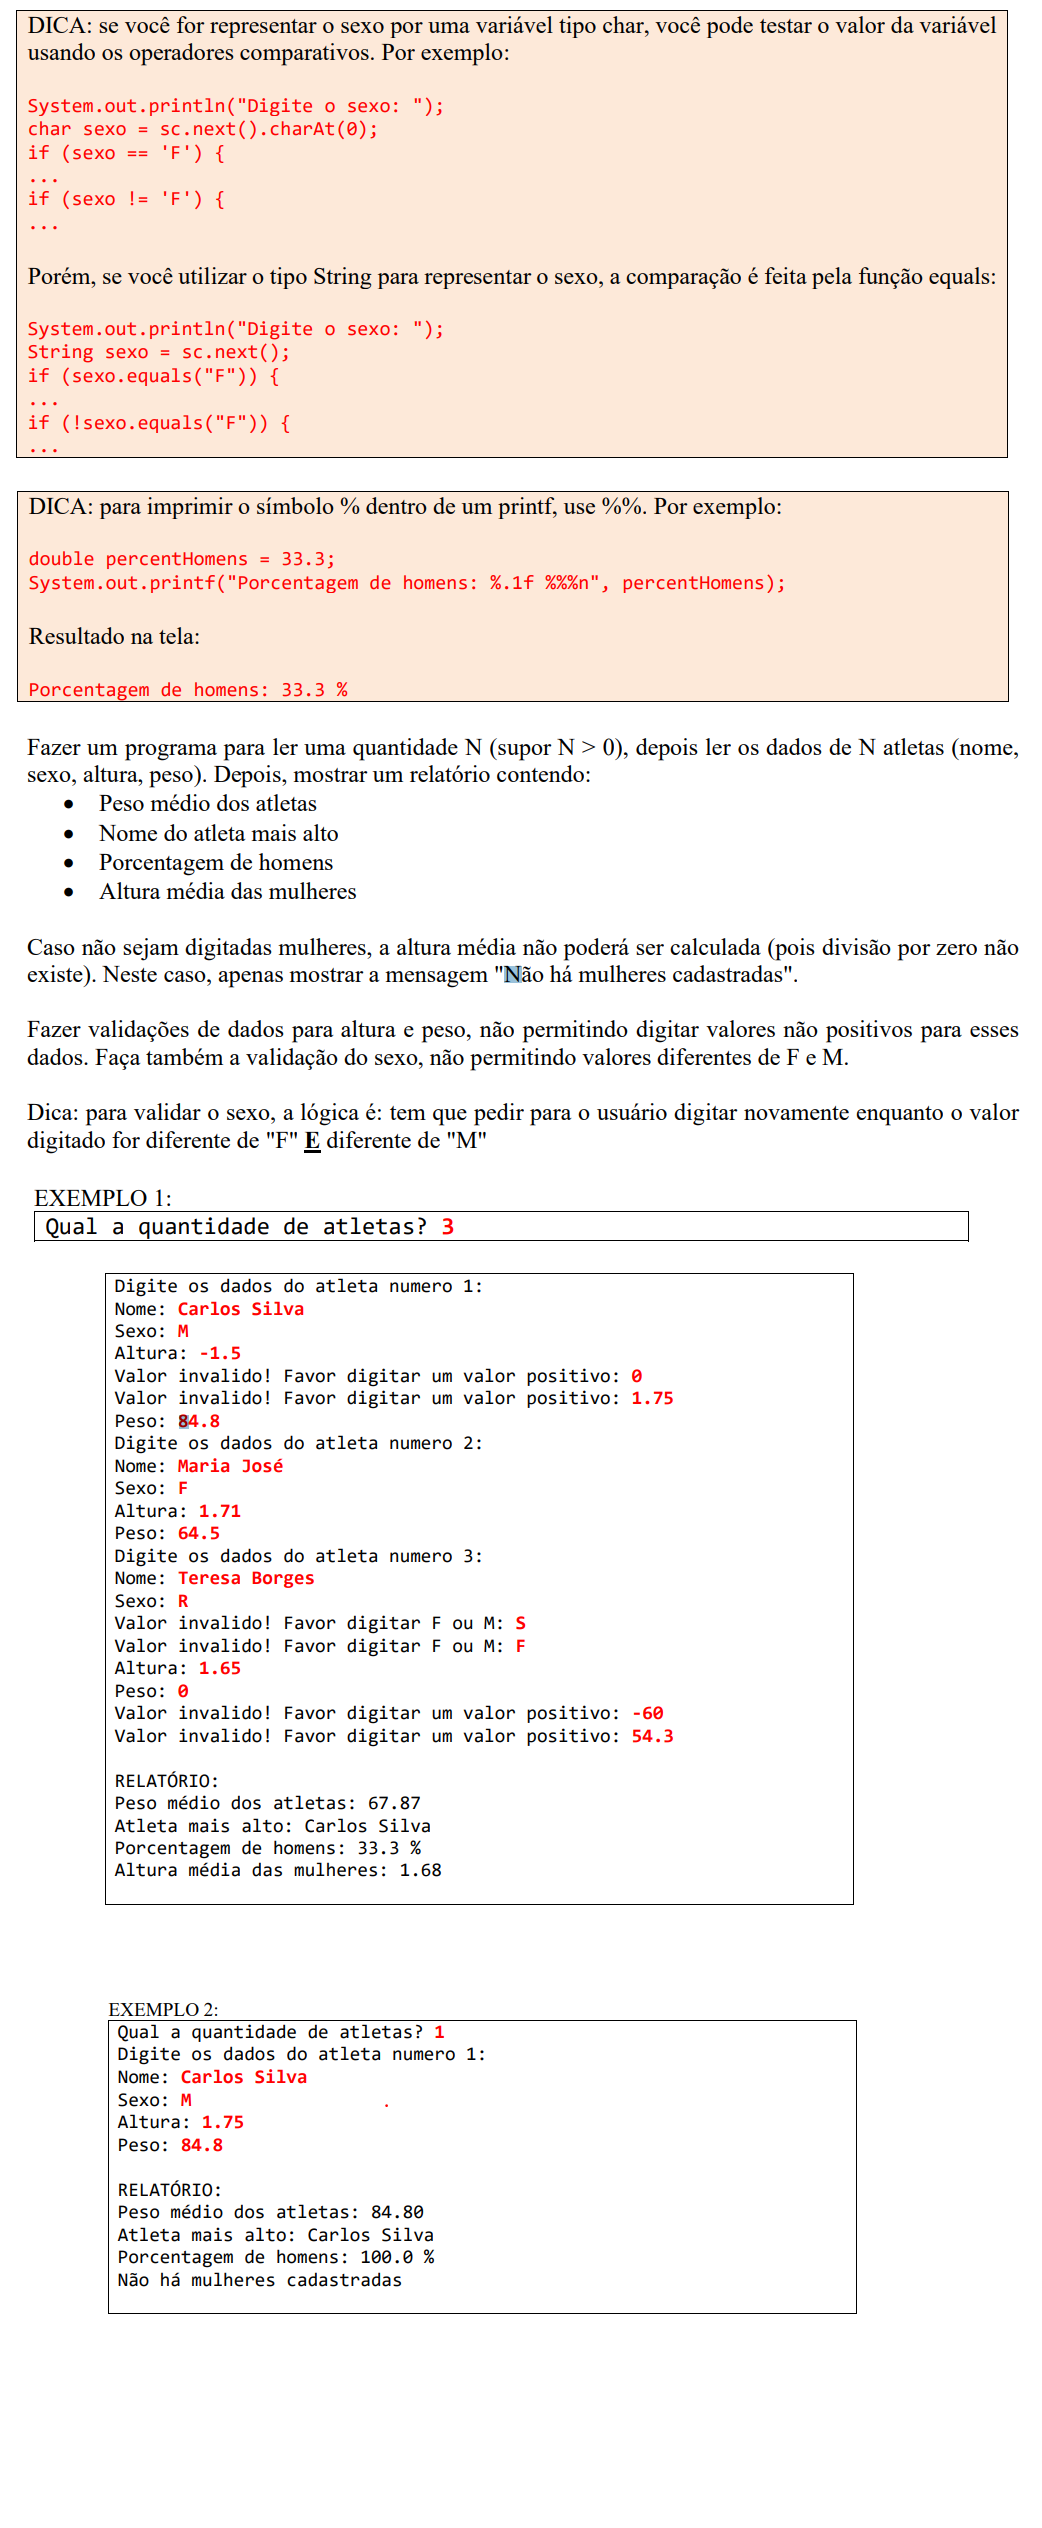 DICA: se você for representar o sexo por uma variável tipo char, você pode testar o valor da variável
usando os operadores comparativos. Por exemplo:
System.out.println("Digite o sexo: ");
char sexo = sc.next().charAt(0);
if (sexo == 'F') {
...
if (sexo != 'F') {
...
Porém, se você utilizar o tipo String para representar o sexo, a comparação é feita pela função equals:
System.out.println("Digite o sexo: ");
String sexo = sc.next();
if (sexo.equals("F")) {
...
if (!sexo.equals("F")) {
...
DICA: para imprimir o símbolo % dentro de um printf, use %%. Por exemplo:
double percentHomens = 33.3;
System.out.printf("Porcentagem de homens: %.1f %%%n", percentHomens);
Resultado na tela:
Porcentagem de homens: 33.3 %
Fazer um programa para ler uma quantidade N (supor N > 0), depois ler os dados de N atletas (nome,
sexo, altura, peso). Depois, mostrar um relatório contendo:
• Peso médio dos atletas
• Nome do atleta mais alto
• Porcentagem de homens
• Altura média das mulheres
Caso não sejam digitadas mulheres, a altura média não poderá ser calculada (pois divisão por zero não
existe). Neste caso, apenas mostrar a mensagem "Não há mulheres cadastradas".
Fazer validações de dados para altura e peso, não permitindo digitar valores não positivos para esses
dados. Faça também a validação do sexo, não permitindo valores diferentes de F e M.
Dica: para validar o sexo, a lógica é: tem que pedir para o usuário digitar novamente enquanto o valor
digitado for diferente de "F" E diferente de "M"
EXEMPLO 1:
Qual a quantidade de atletas? 3
Digite os dados do atleta numero 1:
Nome: Carlos Silva
Sexo: M
Altura: -1.5
Valor invalido! Favor digitar um valor positivo: 0
Valor invalido! Favor digitar um valor positivo: 1.75
Peso: 84.8
Digite os dados do atleta numero 2:
Nome: Maria José
Sexo: F
Altura: 1.71
Peso: 64.5
Digite os dados do atleta numero 3:
Nome: Teresa Borges
Sexo: R
Valor invalido! Favor digitar F ou M: S
Valor invalido! Favor digitar F ou M: F
Altura: 1.65
Peso: 0
Valor invalido! Favor digitar um valor positivo: -60
Valor invalido! Favor digitar um valor positivo: 54.3
RELATÓRIO:
Peso médio dos atletas: 67.87
Atleta mais alto: Carlos Silva
Porcentagem de homens: 33.3 %
Altura média das mulheres: 1.68
EXEMPLO 2:
Qual a quantidade de atletas? 1
Digite os dados do atleta numero 1:
Nome: Carlos Silva
Sexo: M
Altura: 1.75
Peso: 84.8
RELATÓRIO:
Peso médio dos atletas: 84.80
Atleta mais alto: Carlos Silva
Porcentagem de homens: 100.0 %
Não há mulheres cadastradas